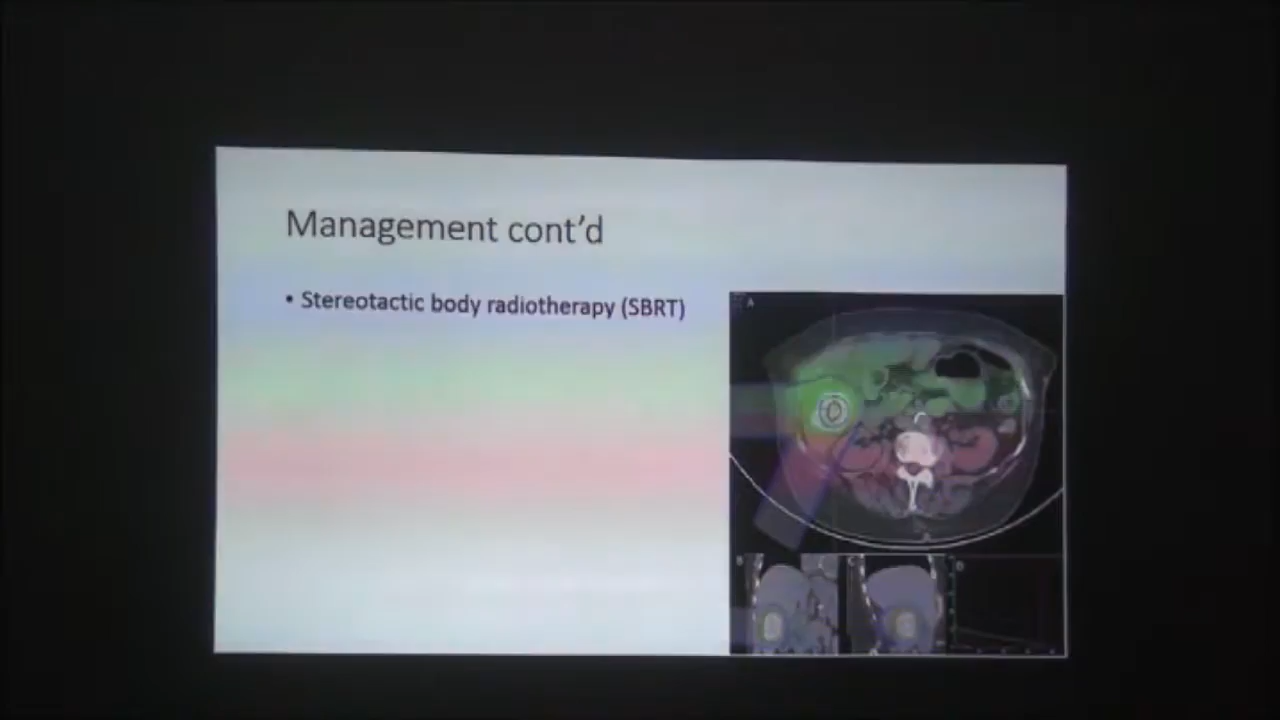 Management cont'd
• Stereotactic body radiotherapy (SBRT)
A
B
C
D